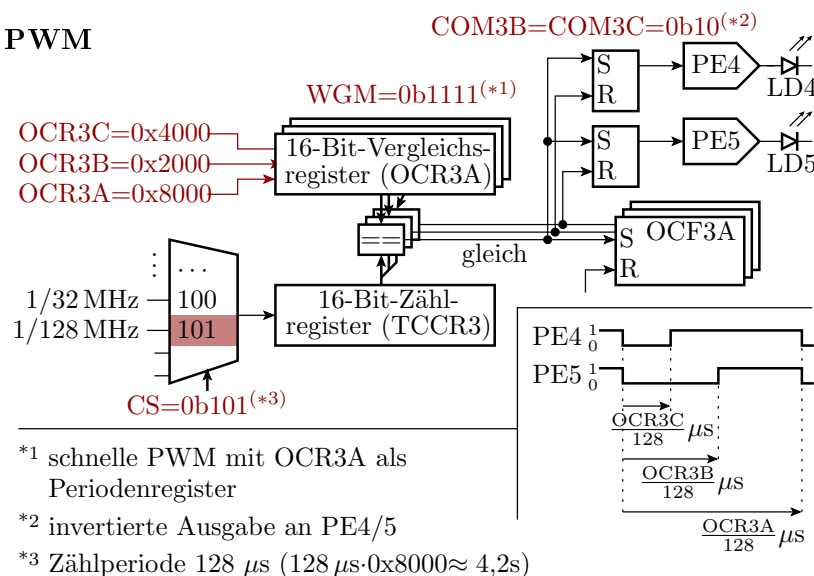 PWM
COM3B=COM3C=0b10(*2)
WGM=0b1111(*1)
OCR3C=0x4000
OCR3B=0x2000
OCR3A=0x8000
16-Bit-Vergleichs-
register (OCR3A)
S
R
PE4
LD4
S
R
PE5
LD5
==
gleich
S
OCF3A
R
...
1/32 MHz
100
1/128 MHz
101
CS=0b101(*3)
16-Bit-Zähl-
register (TCCR3)
PE4 1 0
PE5 1 0
OCR3C/128 µs
OCR3B/128 µs
OCR3A/128 µs
*1 schnelle PWM mit OCR3A als
Periodenregister
*2 invertierte Ausgabe an PE4/5
*3 Zählperiode 128 µs (128 µs·0x8000≈ 4,2s)